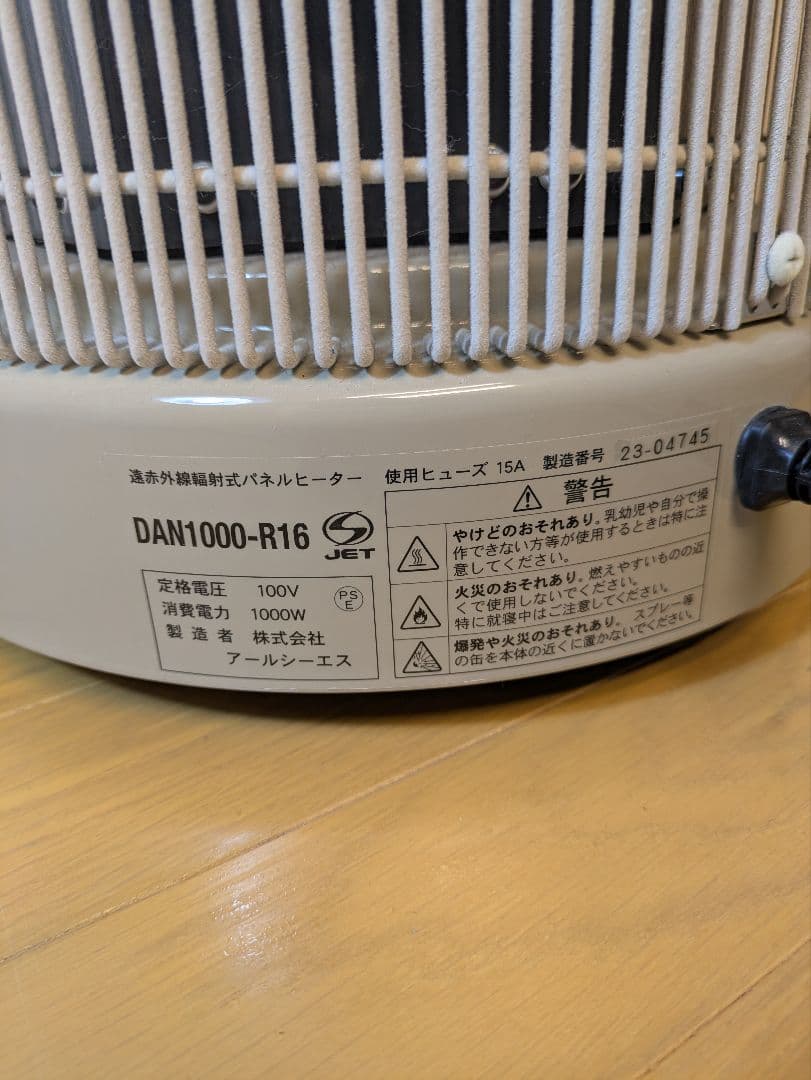 遠赤外線輻射式パネルヒーター 使用ヒューズ 15A 製造番号 23-04745
DAN1000-R16 S JET
定格電圧 100V
消費電力 1000W
PSE
製造者 株式会社
アールシーエス
警告
やけどのおそれあり。乳幼児や自分で操
作できない方等が使用するときは特に注
意してください。
火災のおそれあり。燃えやすいものの近
くで使用しないでください。
特に就寝中はご注意してください。
爆発や火災のおそれあり。 スプレー等
の缶を本体の近くに置かないでください。